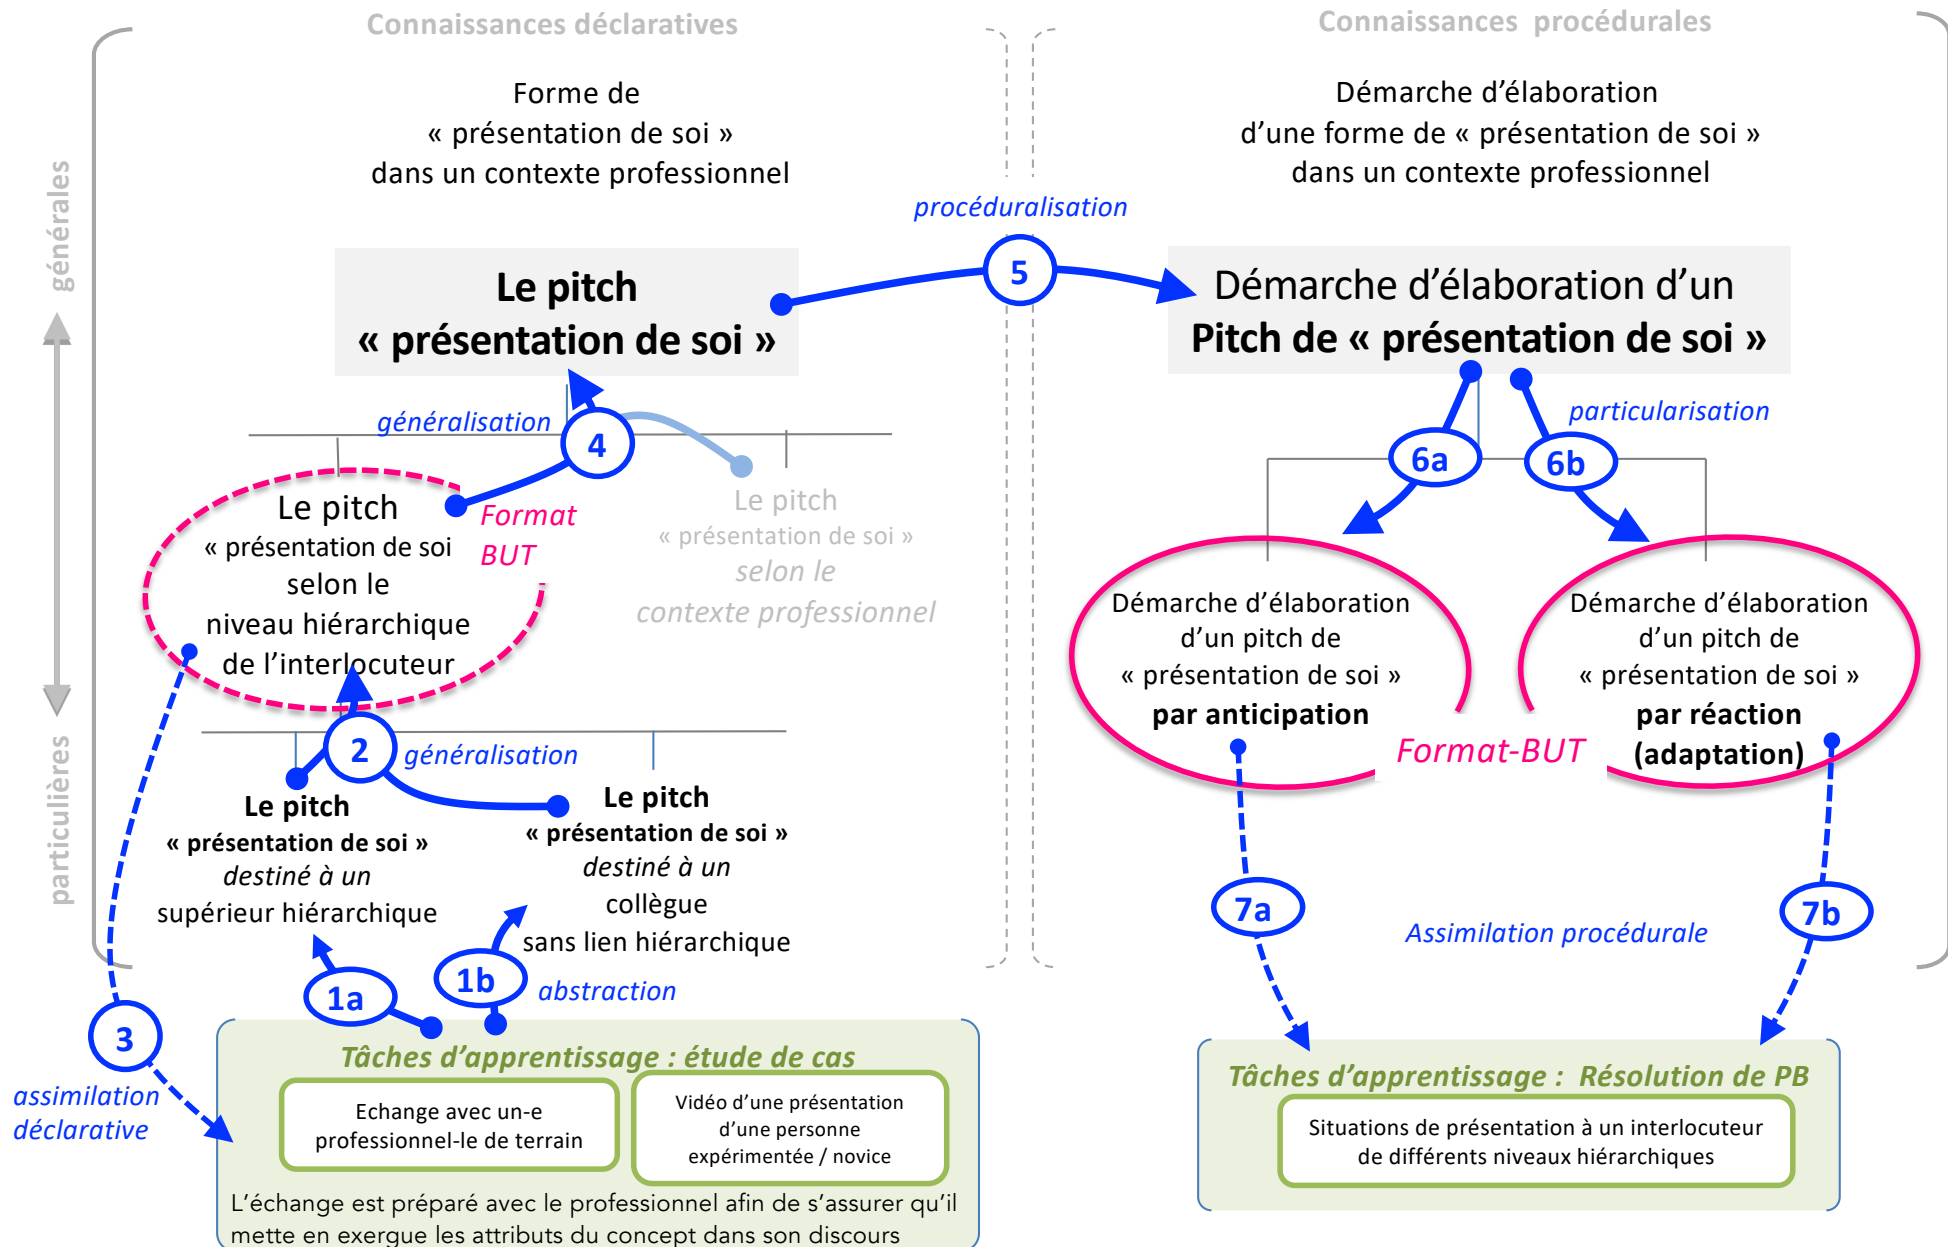 Connaissances déclaratives
Connaissances procédurales
générales
particulières
Forme de
« présentation de soi »
dans un contexte professionnel
Démarche d’élaboration
d’une forme de « présentation de soi »
dans un contexte professionnel
procéduralisation
5
Le pitch
« présentation de soi »
Démarche d’élaboration d’un
Pitch de « présentation de soi »
généralisation
4
particularisation
6a
6b
Le pitch
« présentation de soi
selon le
niveau hiérarchique
de l’interlocuteur
Format
BUT
Le pitch
« présentation de soi »
selon le
contexte professionnel
Démarche d’élaboration
d’un pitch de
« présentation de soi »
par anticipation
Format-BUT
Démarche d’élaboration
d’un pitch de
« présentation de soi »
par réaction
(adaptation)
2
généralisation
Le pitch
« présentation de soi »
destiné à un
supérieur hiérarchique
Le pitch
« présentation de soi »
destiné à un
collègue
sans lien hiérarchique
7a
Assimilation procédurale
7b
1a
1b
abstraction
3
assimilation
déclarative
Tâches d’apprentissage : étude de cas
Echange avec un-e
professionnel-le de terrain
Vidéo d’une présentation
d’une personne
expérimentée / novice
L’échange est préparé avec le professionnel afin de s’assurer qu’il
mette en exergue les attributs du concept dans son discours
Tâches d’apprentissage : Résolution de PB
Situations de présentation à un interlocuteur
de différents niveaux hiérarchiques